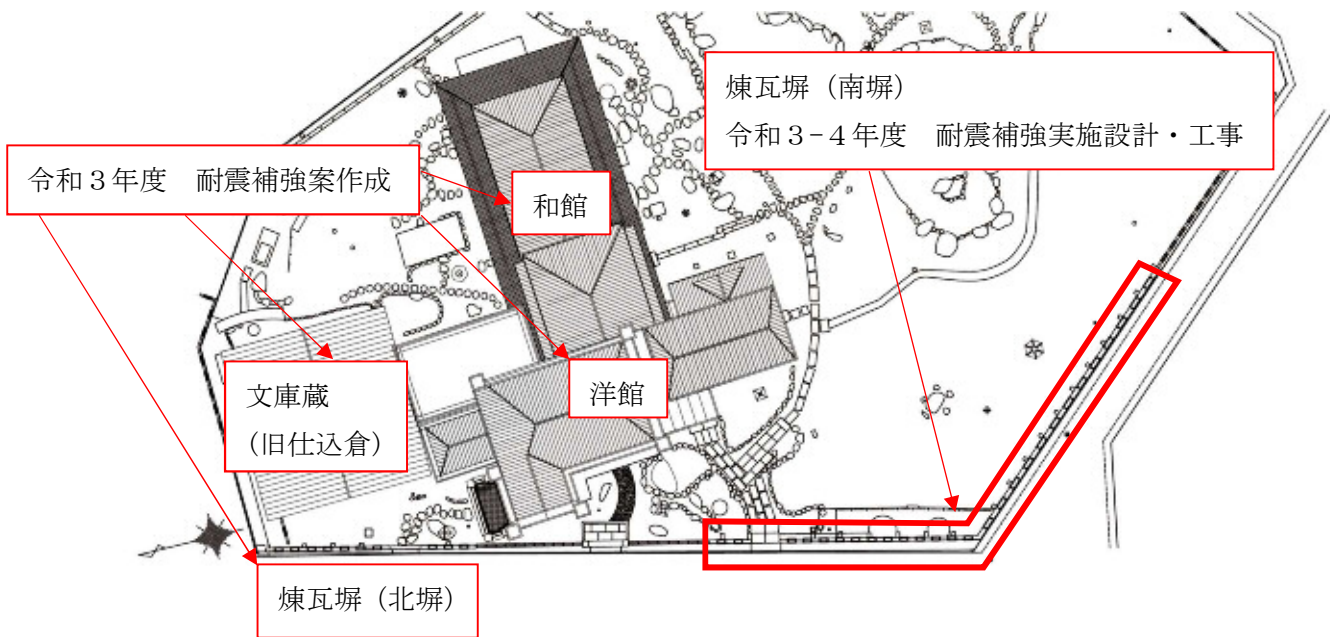 煉瓦塀（南塀）
令和３−４年度　耐震補強実施設計・工事
令和３年度　耐震補強案作成
和館
洋館
文庫蔵
（旧仕込倉）
煉瓦塀（北塀）